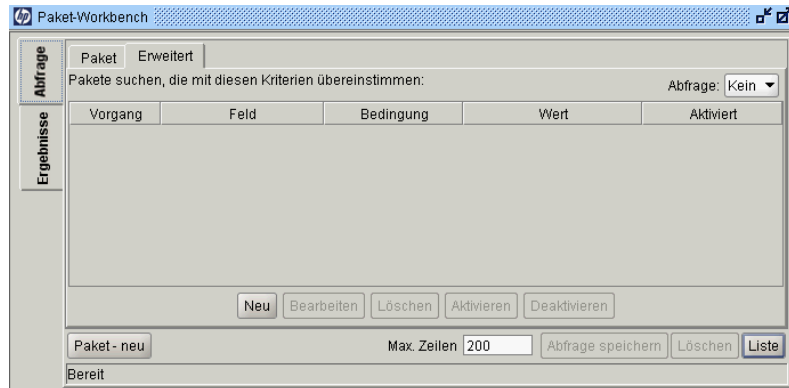 hp Paket-Workbench
Abfrage
Ergebnisse
Paket Erweitert
Pakete suchen, die mit diesen Kriterien übereinstimmen:
Abfrage: Kein
Vorgang Feld Bedingung Wert Aktiviert
Neu Bearbeiten Löschen Aktivieren Deaktivieren
Paket - neu Max. Zeilen 200 Abfrage speichern Löschen Liste
Bereit